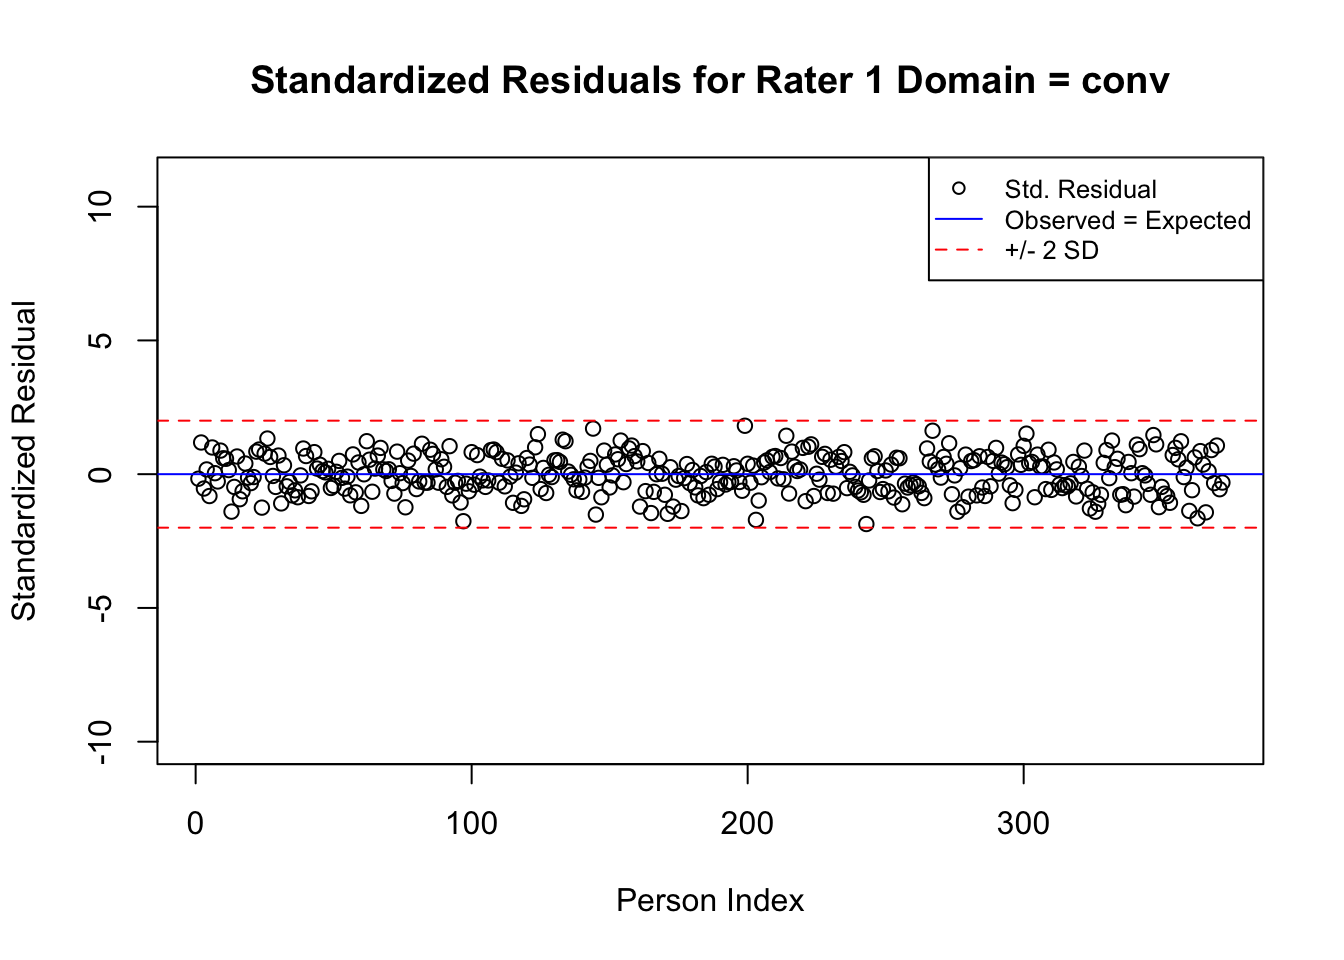 Standardized Residuals for Rater 1 Domain = conv
Std. Residual
Observed = Expected
+/- 2 SD
Standardized Residual
10
5
0
-5
-10
0 100 200 300
Person Index